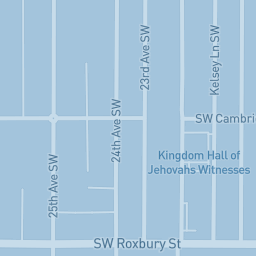 23rd Ave SW
Kelsey Ln SW
24th Ave SW
SW Cambri
Kingdom Hall of
Jehovahs Witnesses
25th Ave SW
SW Roxbury St